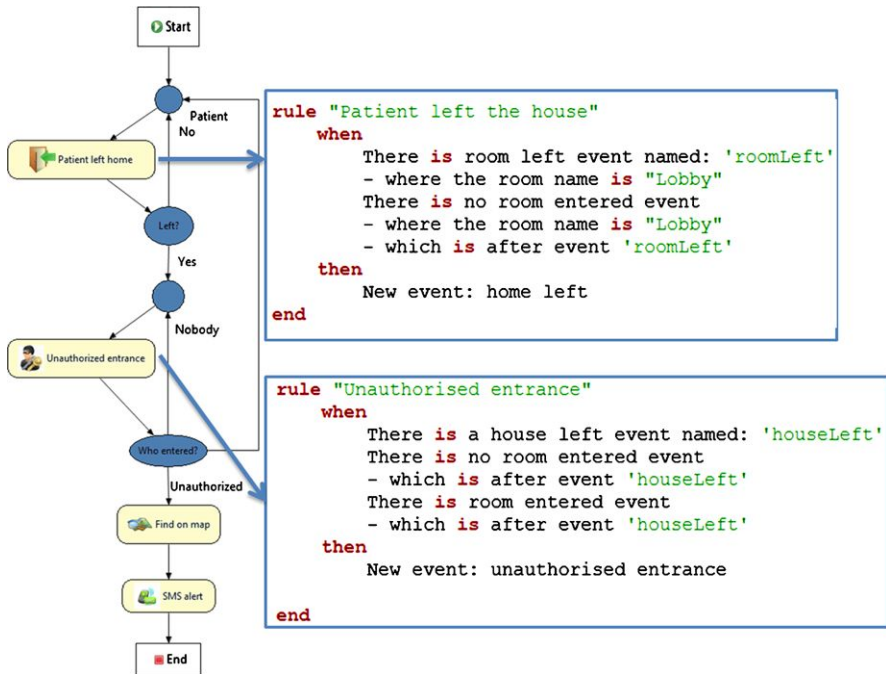 Start
Patient
No
Patient left home
Left?
Yes
Nobody
Unauthorized entrance
Who entered?
Unauthorized
Find on map
SMS alert
End
rule "Patient left the house"
when
There is room left event named: 'roomLeft'
- where the room name is "Lobby"
There is no room entered event
- where the room name is "Lobby"
- which is after event 'roomLeft'
then
New event: home left
end
rule "Unauthorised entrance"
when
There is a house left event named: 'houseLeft'
There is no room entered event
- which is after event 'houseLeft'
There is room entered event
- which is after event 'houseLeft'
then
New event: unauthorised entrance
end